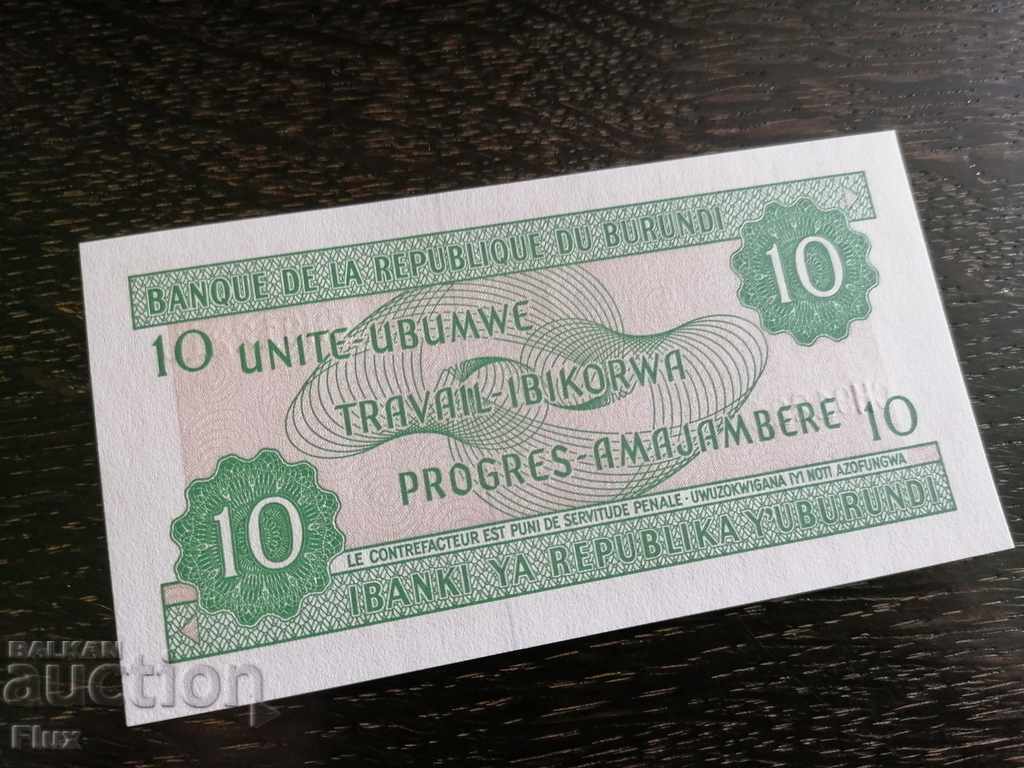 BANQUE DE LA REPUBLIQUE DU BURUNDI
10
10 UNITE-UBUMWE
TRAVAIL-IBIKORWA
PROGRES-AMAJAMBERE 10
10
LE CONTREFACTEUR EST PUNI DE SERVITUDE PENALE - UWUZOKWIGANA IYI NOTI AZOFUNGWA
IBANKI YA REPUBLIKA Y'UBURUNDI
BALKAN
auction
Flux